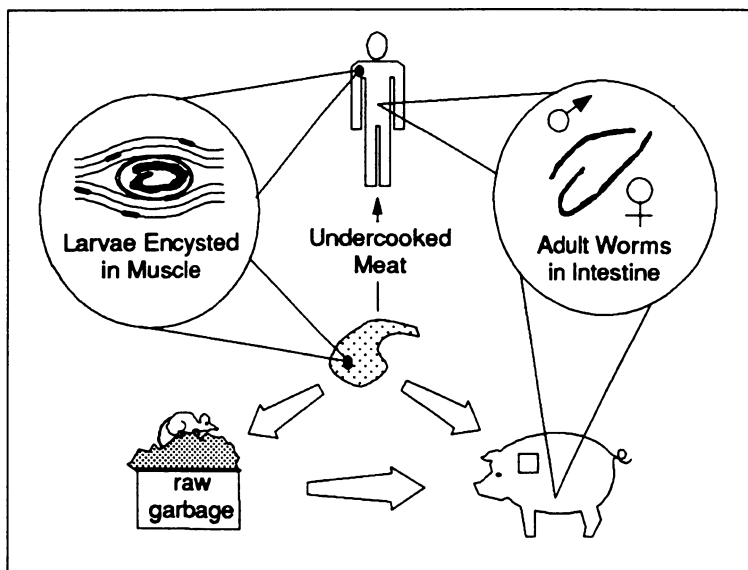 Larvae Encysted
in Muscle
Undercooked
Meat
Adult Worms
in Intestine
raw
garbage